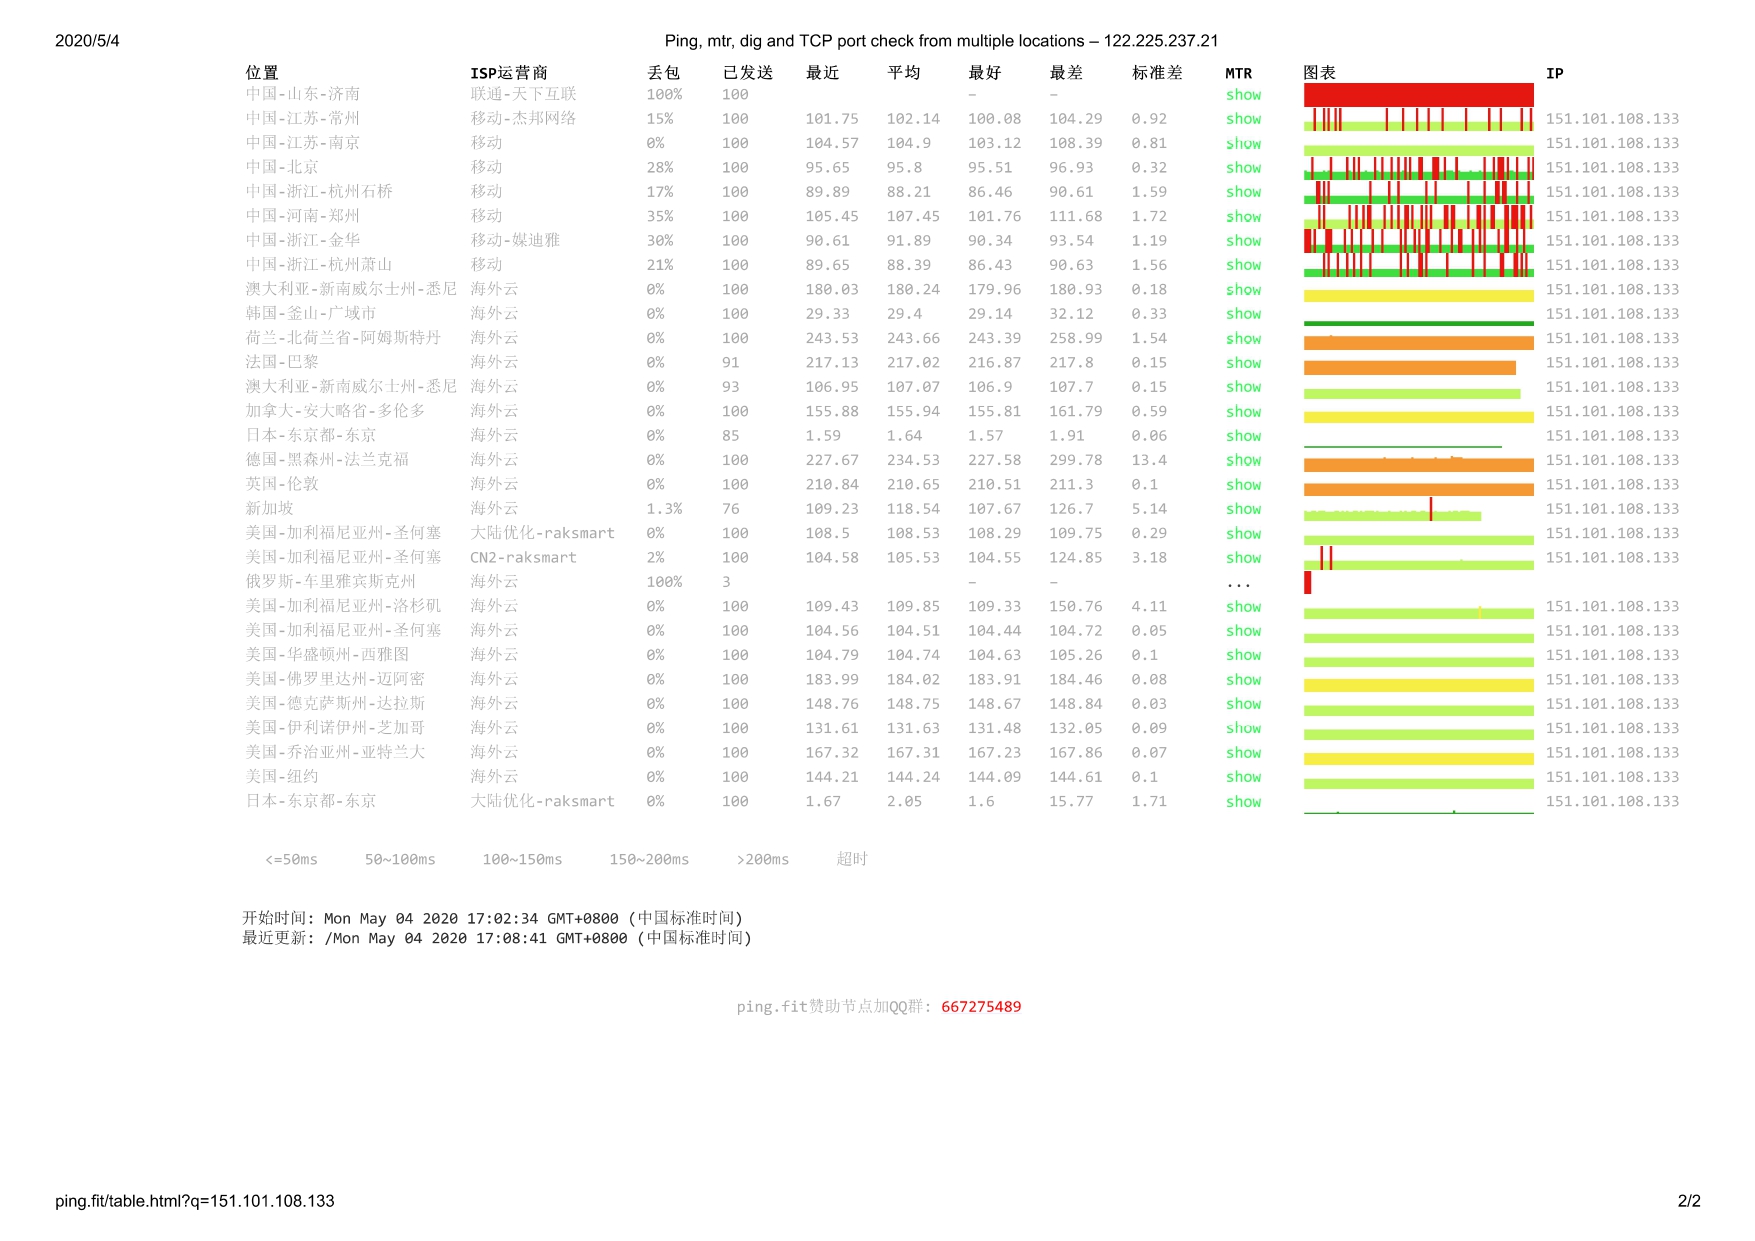 2020/5/4 Ping, mtr, dig and TCP port check from multiple locations – 122.225.237.21
位置 ISP运营商 丢包 已发送 最近 平均 最好 最差 标准差 MTR 图表 IP
中国-山东-济南 联通-天下互联 100% 100 – – show
中国-江苏-常州 移动-杰邦网络 15% 100 101.75 102.14 100.08 104.29 0.92 show 151.101.108.133
中国-江苏-南京 移动 0% 100 104.57 104.9 103.12 108.39 0.81 show 151.101.108.133
中国-北京 移动 28% 100 95.65 95.8 95.51 96.93 0.32 show 151.101.108.133
中国-浙江-杭州石桥 移动 17% 100 89.89 88.21 86.46 90.61 1.59 show 151.101.108.133
中国-河南-郑州 移动 35% 100 105.45 107.45 101.76 111.68 1.72 show 151.101.108.133
中国-浙江-金华 移动-媒迪雅 30% 100 90.61 91.89 90.34 93.54 1.19 show 151.101.108.133
中国-浙江-杭州萧山 移动 21% 100 89.65 88.39 86.43 90.63 1.56 show 151.101.108.133
澳大利亚-新南威尔士州-悉尼 海外云 0% 100 180.03 180.24 179.96 180.93 0.18 show 151.101.108.133
韩国-釜山-广域市 海外云 0% 100 29.33 29.4 29.14 32.12 0.33 show 151.101.108.133
荷兰-北荷兰省-阿姆斯特丹 海外云 0% 100 243.53 243.66 243.39 258.99 1.54 show 151.101.108.133
法国-巴黎 海外云 0% 91 217.13 217.02 216.87 217.8 0.15 show 151.101.108.133
澳大利亚-新南威尔士州-悉尼 海外云 0% 93 106.95 107.07 106.9 107.7 0.15 show 151.101.108.133
加拿大-安大略省-多伦多 海外云 0% 100 155.88 155.94 155.81 161.79 0.59 show 151.101.108.133
日本-东京都-东京 海外云 0% 85 1.59 1.64 1.57 1.91 0.06 show 151.101.108.133
德国-黑森州-法兰克福 海外云 0% 100 227.67 234.53 227.58 299.78 13.4 show 151.101.108.133
英国-伦敦 海外云 0% 100 210.84 210.65 210.51 211.3 0.1 show 151.101.108.133
新加坡 海外云 1.3% 76 109.23 118.54 107.67 126.7 5.14 show 151.101.108.133
美国-加利福尼亚州-圣何塞 大陆优化-raksmart 0% 100 108.5 108.53 108.29 109.75 0.29 show 151.101.108.133
美国-加利福尼亚州-圣何塞 CN2-raksmart 2% 100 104.58 105.53 104.55 124.85 3.18 show 151.101.108.133
俄罗斯-车里雅宾斯克州 海外云 100% 3 – – ...
美国-加利福尼亚州-洛杉矶 海外云 0% 100 109.43 109.85 109.33 150.76 4.11 show 151.101.108.133
美国-加利福尼亚州-圣何塞 海外云 0% 100 104.56 104.51 104.44 104.72 0.05 show 151.101.108.133
美国-华盛顿州-西雅图 海外云 0% 100 104.79 104.74 104.63 105.26 0.1 show 151.101.108.133
美国-佛罗里达州-迈阿密 海外云 0% 100 183.99 184.02 183.91 184.46 0.08 show 151.101.108.133
美国-德克萨斯州-达拉斯 海外云 0% 100 148.76 148.75 148.67 148.84 0.03 show 151.101.108.133
美国-伊利诺伊州-芝加哥 海外云 0% 100 131.61 131.63 131.48 132.05 0.09 show 151.101.108.133
美国-乔治亚州-亚特兰大 海外云 0% 100 167.32 167.31 167.23 167.86 0.07 show 151.101.108.133
美国-纽约 海外云 0% 100 144.21 144.24 144.09 144.61 0.1 show 151.101.108.133
日本-东京都-东京 大陆优化-raksmart 0% 100 1.67 2.05 1.6 15.77 1.71 show 151.101.108.133
<=50ms 50~100ms 100~150ms 150~200ms >200ms 超时
开始时间: Mon May 04 2020 17:02:34 GMT+0800 (中国标准时间)
最近更新: /Mon May 04 2020 17:08:41 GMT+0800 (中国标准时间)
ping.fit赞助节点加QQ群: 667275489
ping.fit/table.html?q=151.101.108.133 2/2